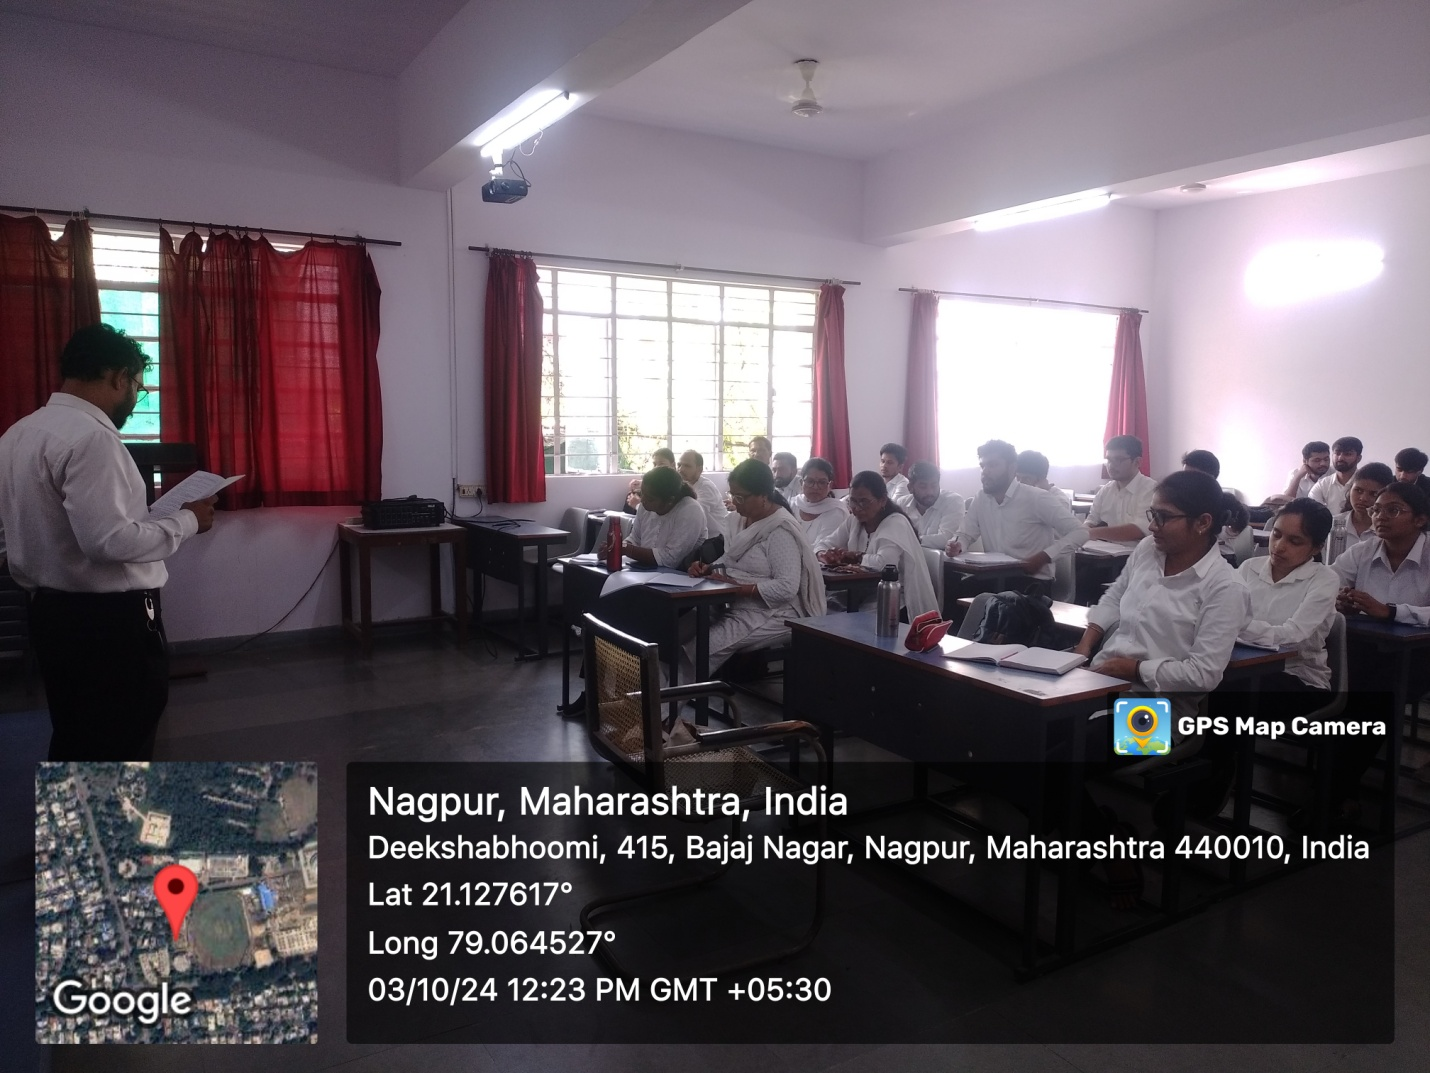 GPS Map Camera
Nagpur, Maharashtra, India
Deekshabhoomi, 415, Bajaj Nagar, Nagpur, Maharashtra 440010, India
Lat 21.127617°
Long 79.064527°
03/10/24 12:23 PM GMT +05:30
Google